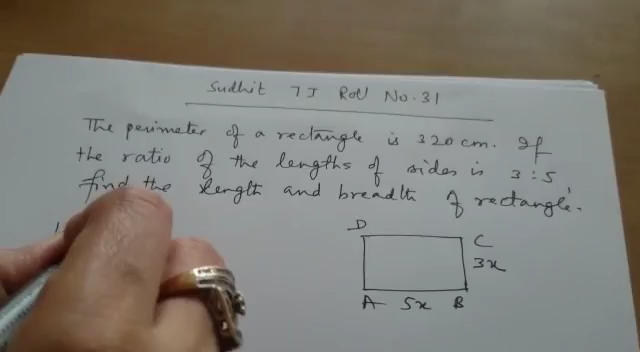 Sudhit 7J Roll No. 31
The perimeter of a rectangle is 320 cm. If
the ratio of the lengths of sides is 3:5,
find the length and breadth of rectangle.
D
C
3x
A 5x B